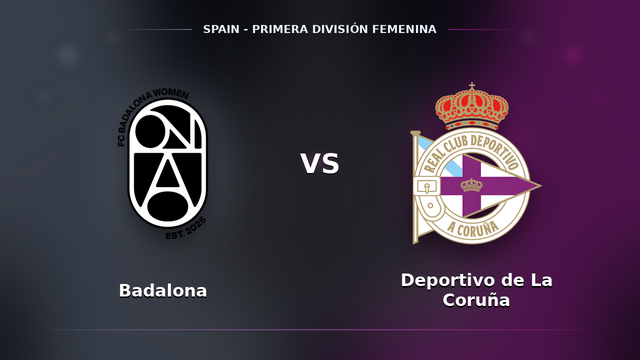 SPAIN - PRIMERA DIVISIÓN FEMENINA
FC BADALONA WOMEN
ONA
EST. 2025
VS
REAL CLUB DEPORTIVO
A CORUÑA
Badalona
Deportivo de La
Coruña